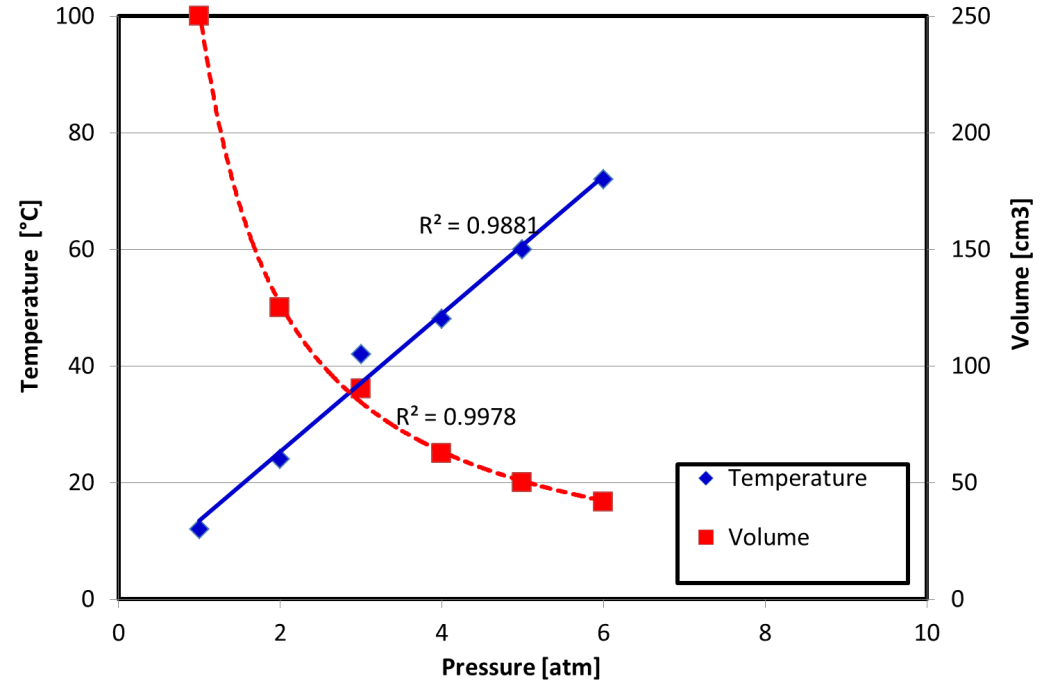 100
80
60
40
20
0
Temperature [°C]
250
200
150
100
50
0
Volume [cm3]
0
2
4
6
8
10
Pressure [atm]
R² = 0.9881
R² = 0.9978
Temperature
Volume